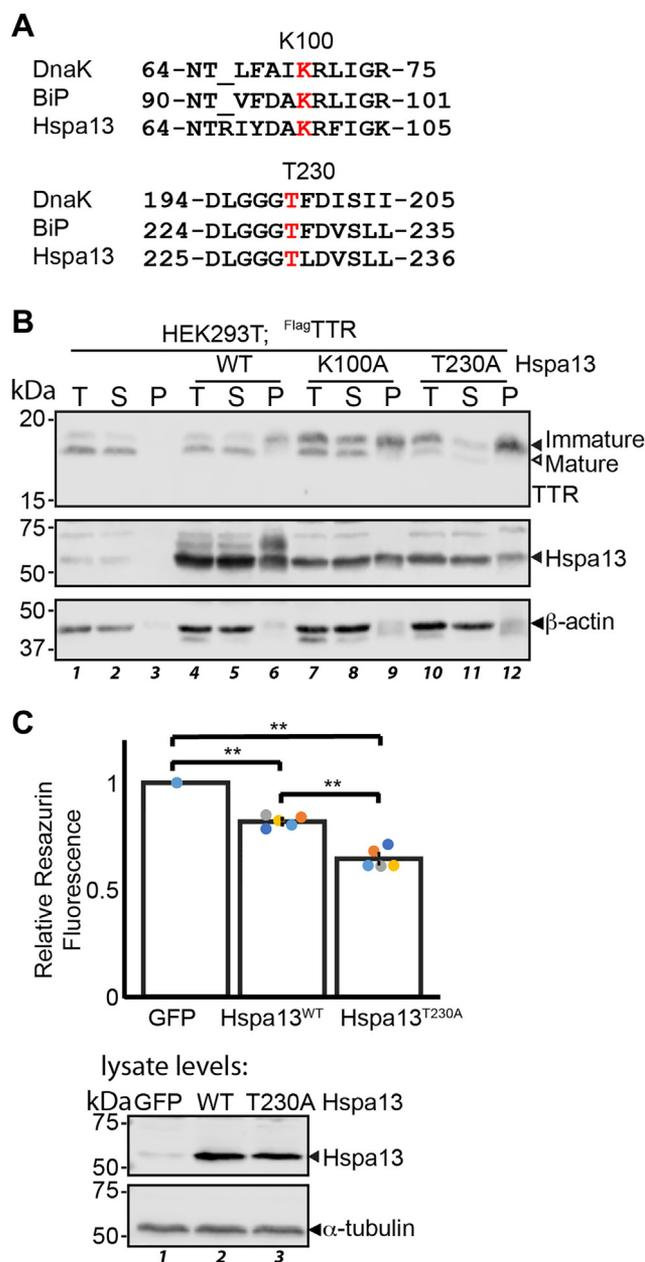 A
K100
DnaK 64-NT_LFAIKRLIGR-75
BiP 90-NT_VFDAKRLIGR-101
Hspa13 64-NTRIYDAKRFIGK-105
T230
DnaK 194-DLGGGTFDISII-205
BiP 224-DLGGGTFDVSLL-235
Hspa13 225-DLGGGTLDVSLL-236
B
HEK293T; FlagTTR
WT K100A T230A Hspa13
kDa T S P T S P T S P T S P
20
Immature
Mature
15
TTR
75
Hspa13
50
50
β-actin
37
1 2 3 4 5 6 7 8 9 10 11 12
C
**
**
**
1
0.5
0
Relative Resazurin
Fluorescence
GFP Hspa13WT Hspa13T230A
lysate levels:
kDa GFP WT T230A Hspa13
75
Hspa13
50
75
α-tubulin
50
1 2 3